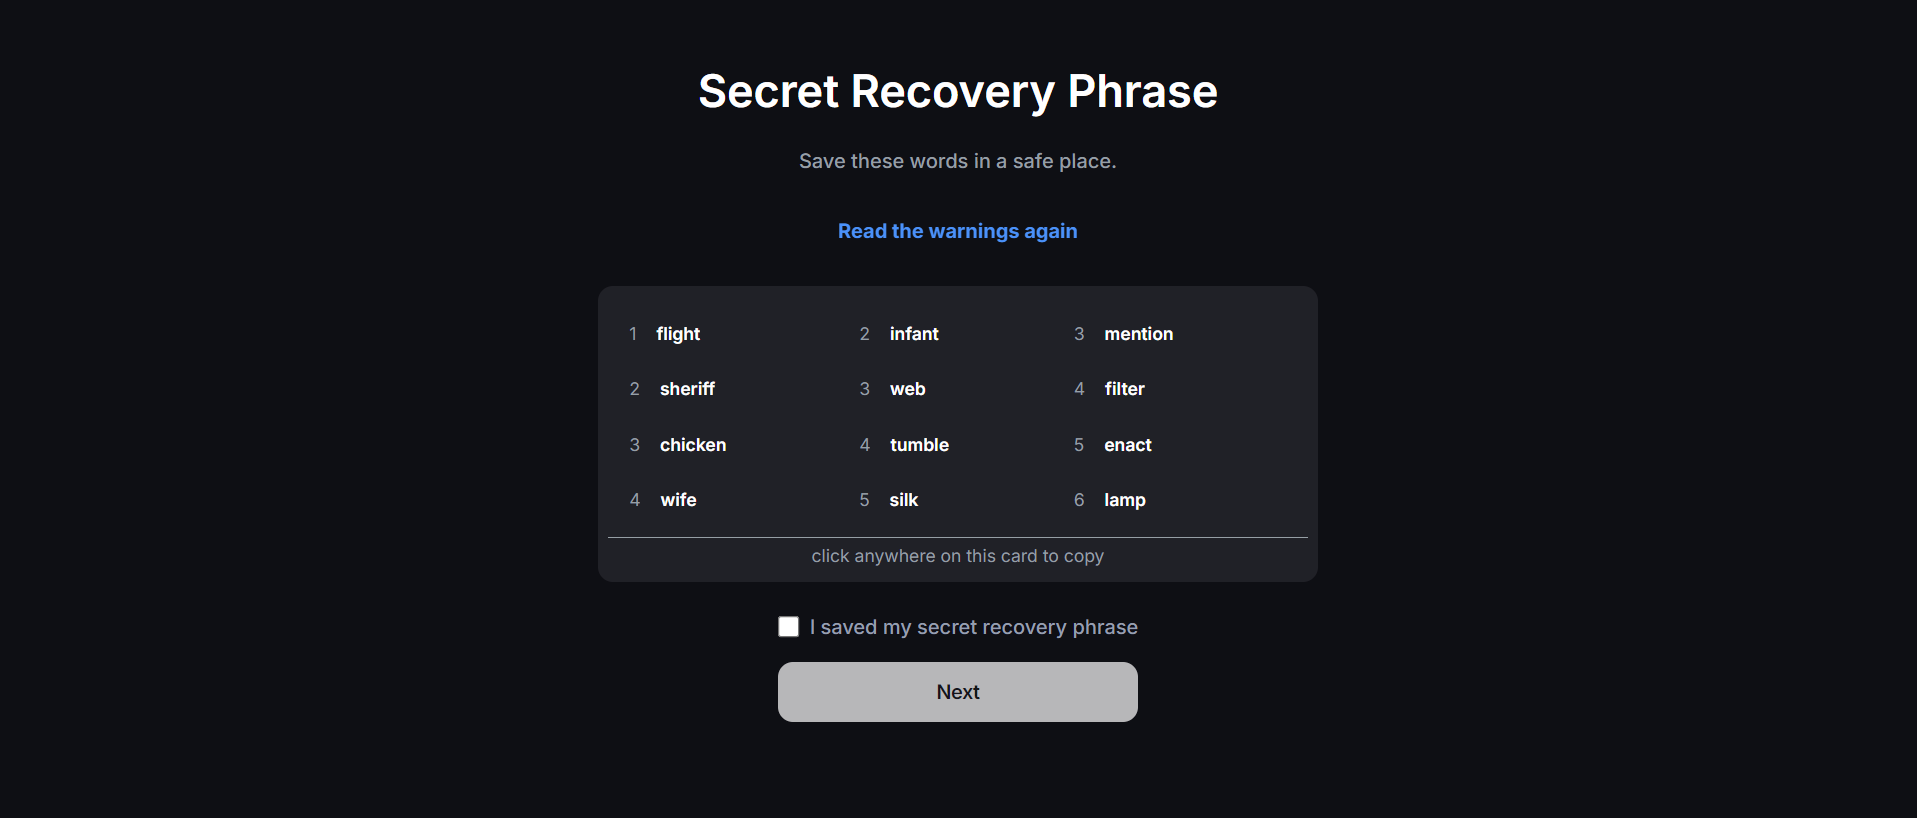 Secret Recovery Phrase
Save these words in a safe place.
Read the warnings again
1 flight 2 infant 3 mention
2 sheriff 3 web 4 filter
3 chicken 4 tumble 5 enact
4 wife 5 silk 6 lamp
click anywhere on this card to copy
I saved my secret recovery phrase
Next